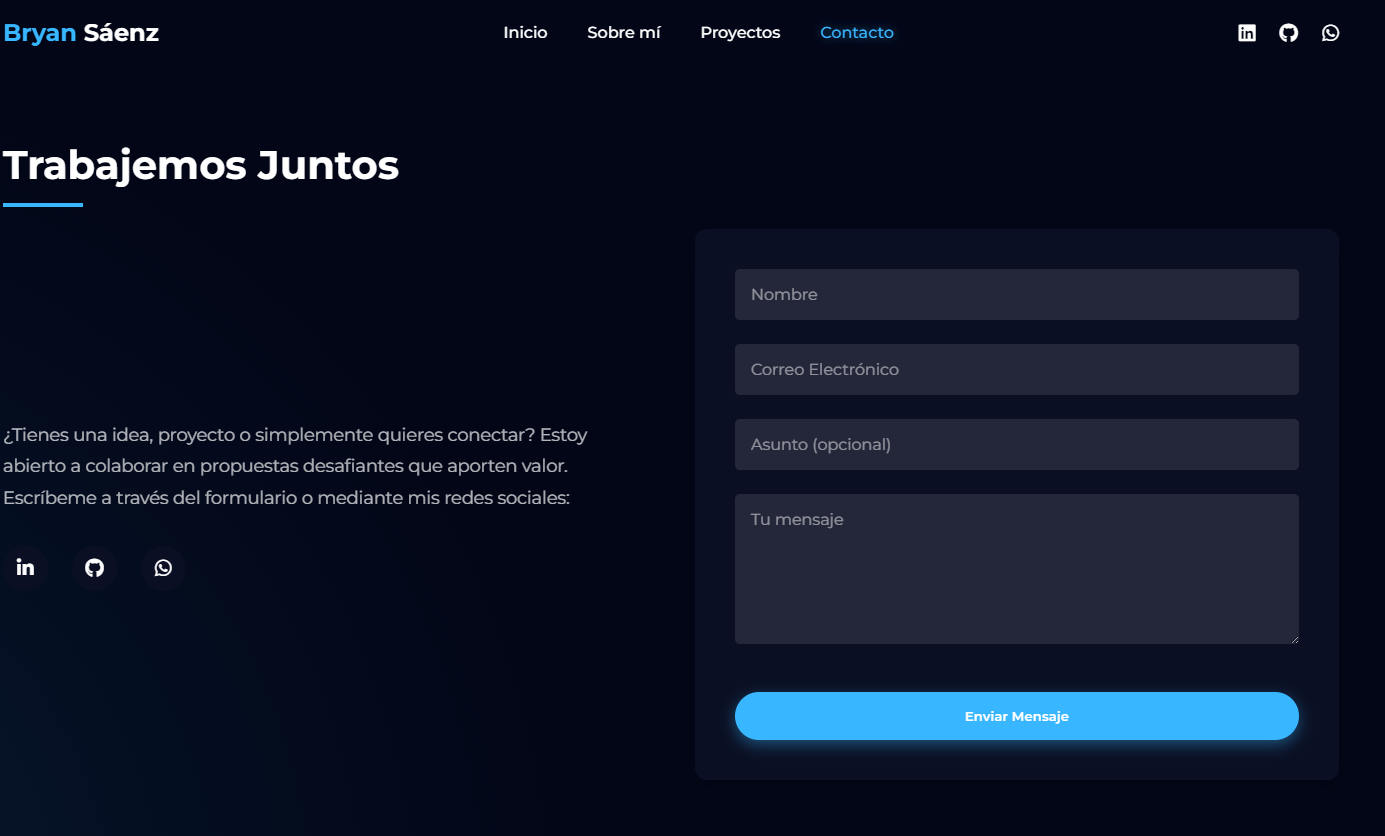 Bryan Sáenz
Inicio
Sobre mí
Proyectos
Contacto
Trabajemos Juntos
¿Tienes una idea, proyecto o simplemente quieres conectar? Estoy
abierto a colaborar en propuestas desafiantes que aporten valor.
Escríbeme a través del formulario o mediante mis redes sociales:
Nombre
Correo Electrónico
Asunto (opcional)
Tu mensaje
Enviar Mensaje